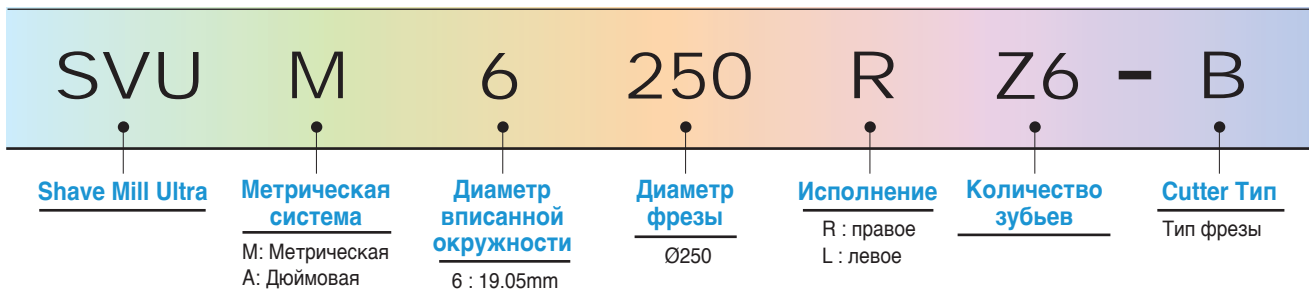 SVU M 6 250 R Z6 - B
Shave Mill Ultra
Метрическая
система
М: Метрическая
А: Дюймовая
Диаметр
вписанной
окружности
6 : 19.05mm
Диаметр
фрезы
Ø250
Исполнение
R : правое
L : левое
Количество
зубьев
Cutter Тип
Тип фрезы